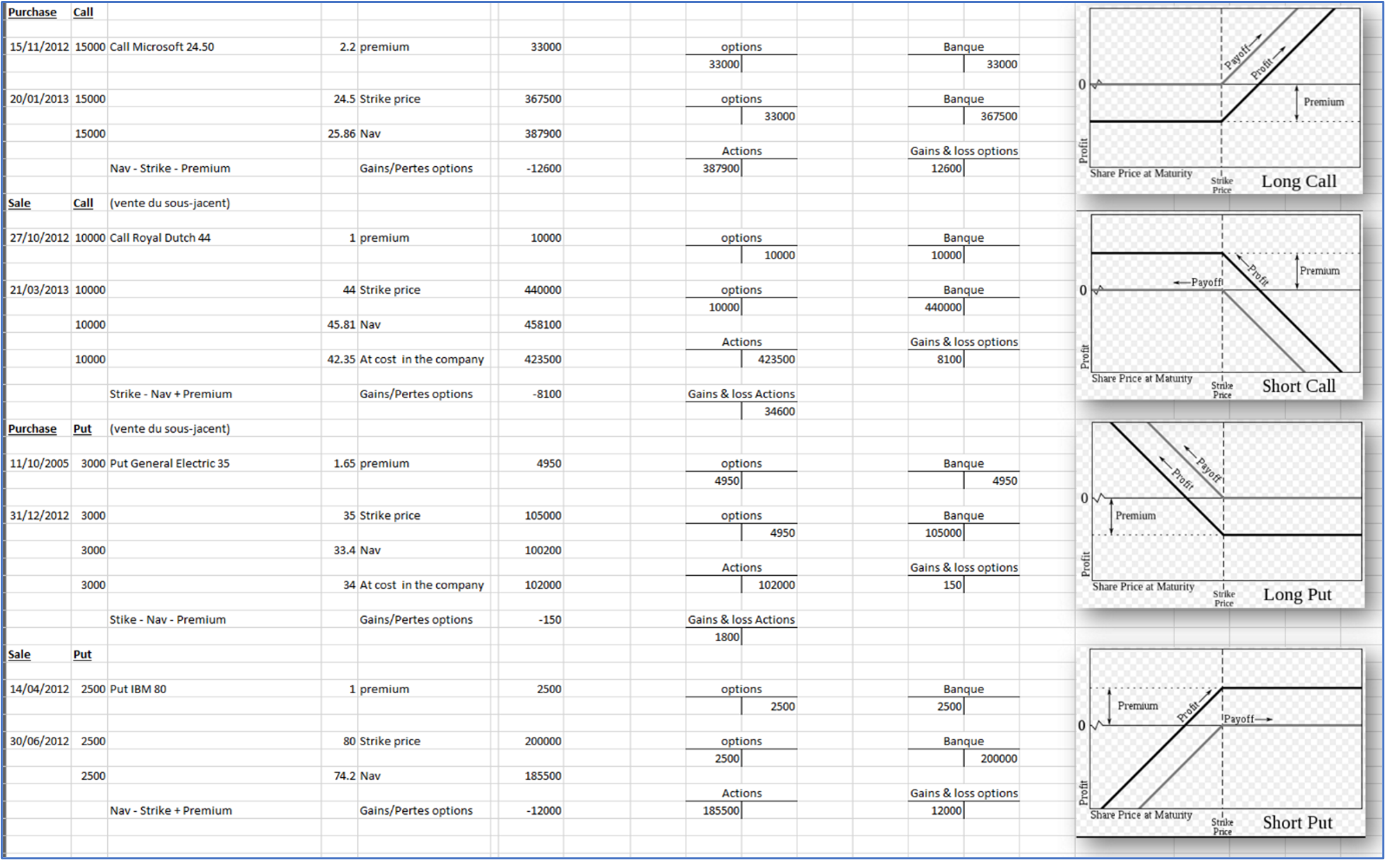 Purchase Call
15/11/2012 15000 Call Microsoft 24.50 2.2 premium 33000 options Banque
33000 33000
20/01/2013 15000 24.5 Strike price 367500 options Banque
33000 367500
15000 25.86 Nav 387900
Actions Gains & loss options
Nav - Strike - Premium Gains/Pertes options -12600 387900 12600
Profit
0
Payoff
Profit
Premium
Share Price at Maturity
Strike Price
Long Call
Sale Call (vente du sous-jacent)
27/10/2012 10000 Call Royal Dutch 44 1 premium 10000 options Banque
10000 10000
21/03/2013 10000 44 Strike price 440000 options Banque
10000 440000
10000 45.81 Nav 458100
Actions Gains & loss options
10000 42.35 At cost in the company 423500 423500 8100
Strike - Nav + Premium Gains/Pertes options -8100 Gains & loss Actions
34600
Profit
0
Payoff
Profit
Premium
Share Price at Maturity
Strike Price
Short Call
Purchase Put (vente du sous-jacent)
11/10/2005 3000 Put General Electric 35 1.65 premium 4950 options Banque
4950 4950
31/12/2012 3000 35 Strike price 105000 options Banque
4950 105000
3000 33.4 Nav 100200
Actions Gains & loss options
3000 34 At cost in the company 102000 102000 150
Stike - Nav - Premium Gains/Pertes options -150 Gains & loss Actions
1800
Profit
0
Payoff
Profit
Premium
Share Price at Maturity
Strike Price
Long Put
Sale Put
14/04/2012 2500 Put IBM 80 1 premium 2500 options Banque
2500 2500
30/06/2012 2500 80 Strike price 200000 options Banque
2500 200000
2500 74.2 Nav 185500
Actions Gains & loss options
Nav - Strike + Premium Gains/Pertes options -12000 185500 12000
Profit
0
Premium
Profit
Payoff
Share Price at Maturity
Strike Price
Short Put